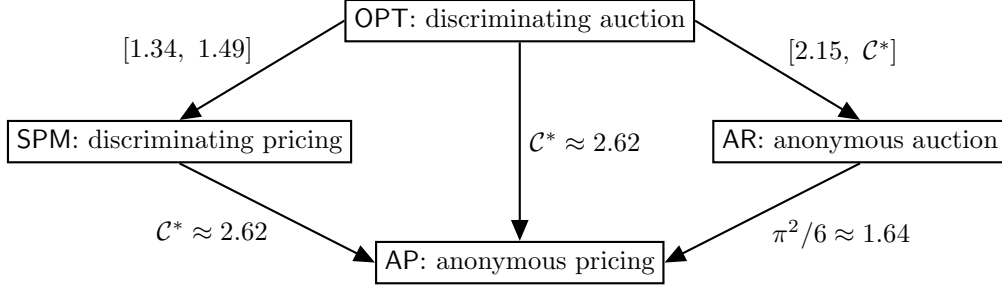 OPT: discriminating auction
[1.34, 1.49]
[2.15, 𝒞*]
SPM: discriminating pricing
𝒞* ≈ 2.62
AR: anonymous auction
𝒞* ≈ 2.62
π²/6 ≈ 1.64
AP: anonymous pricing